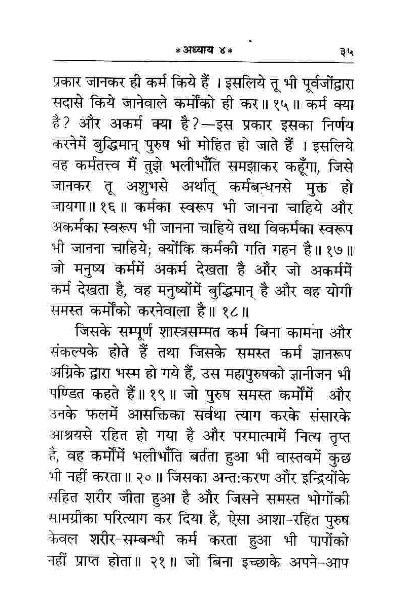 *अध्याय ४* ३५
प्रकार जानकर ही कर्म किये हैं । इसलिये तू भी पूर्वजोंद्वारा
सदासे किये जानेवाले कर्मोंको ही कर॥ १५॥ कर्म क्या
है? और अकर्म क्या है?—इस प्रकार इसका निर्णय
करनेमें बुद्धिमान् पुरुष भी मोहित हो जाते हैं । इसलिये
वह कर्मतत्त्व मैं तुझे भलीभाँति समझाकर कहूँगा, जिसे
जानकर तू अशुभसे अर्थात् कर्मबन्धनसे मुक्त हो
जायगा॥ १६॥ कर्मका स्वरूप भी जानना चाहिये और
अकर्मका स्वरूप भी जानना चाहिये तथा विकर्मका स्वरूप
भी जानना चाहिये; क्योंकि कर्मकी गति गहन है॥ १७॥
जो मनुष्य कर्ममें अकर्म देखता है और जो अकर्ममें
कर्म देखता है, वह मनुष्योंमें बुद्धिमान् है और वह योगी
समस्त कर्मोंको करनेवाला है॥ १८॥
जिसके सम्पूर्ण शास्त्रसम्मत कर्म बिना कामना और
संकल्पके होते हैं तथा जिसके समस्त कर्म ज्ञानरूप
अग्निके द्वारा भस्म हो गये हैं, उस महापुरुषको ज्ञानीजन भी
पण्डित कहते हैं॥ १९॥ जो पुरुष समस्त कर्मोंमें और
उनके फलमें आसक्तिका सर्वथा त्याग करके संसारके
आश्रयसे रहित हो गया है और परमात्मामें नित्य तृप्त
है, वह कर्मोंमें भलीभाँति बर्तता हुआ भी वास्तवमें कुछ
भी नहीं करता॥ २०॥ जिसका अन्तःकरण और इन्द्रियोंके
सहित शरीर जीता हुआ है और जिसने समस्त भोगोंकी
सामग्रीका परित्याग कर दिया है, ऐसा आशा-रहित पुरुष
केवल शरीर-सम्बन्धी कर्म करता हुआ भी पापोंको
नहीं प्राप्त होता॥ २१॥ जो बिना इच्छाके अपने-आप